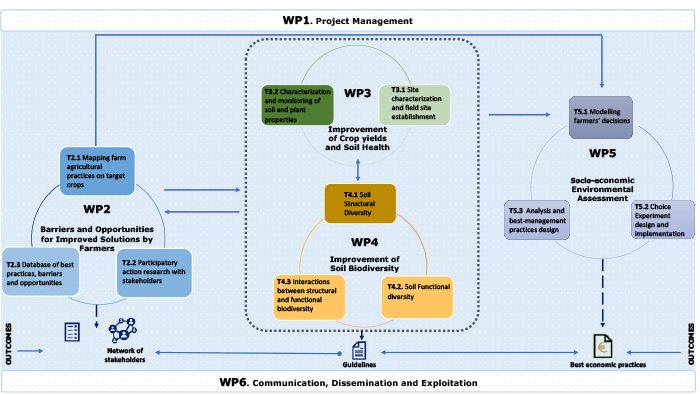 WP1. Project Management
T3.2 Characterization
and monitoring of
soil and plant
properties
WP3
T3.1 Site
characterization
and field site
establishment
Improvement
of Crop yields
and Soil Health
T5.1 Modelling
farmers' decisions
WP5
Socio-economic
Environmental
Assessment
T5.3 Analysis and
best-management
practices design
T5.2 Choice
Experiment
design and
implementation
T2.1 Mapping farm
agricultural
practices on target
crops
WP2
Barriers and Opportunities
for Improved Solutions by
Farmers
T2.3 Database of best
practices, barriers
and opportunities
T2.2 Participatory
action research with
stakeholders
T4.1 Soil
Structural
Diversity
WP4
Improvement of
Soil Biodiversity
T4.3 Interactions
between structural
and functional
biodiversity
T4.2. Soil Functional
diversity
OUTCOMES
Network of
stakeholders
Guidelines
Best economic practices
OUTCOMES
WP6. Communication, Dissemination and Exploitation